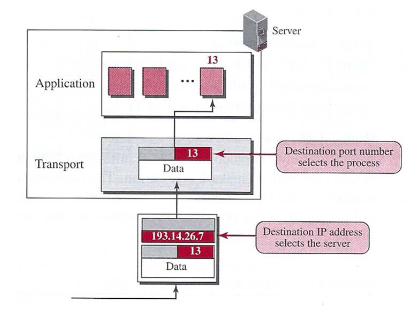 Server
13
Application
...
13
Data
Transport
Destination port number
selects the process
193.14.26.7
13
Data
Destination IP address
selects the server